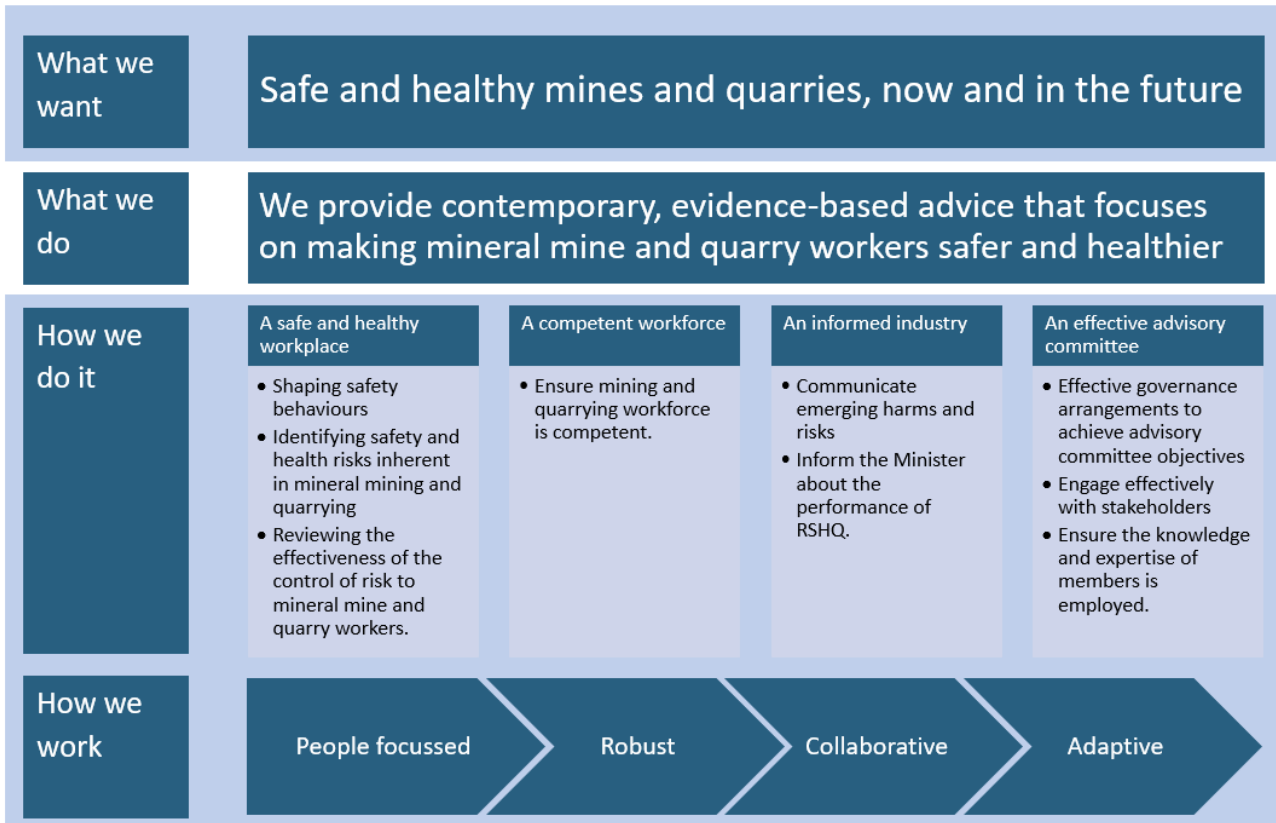 What we
want
Safe and healthy mines and quarries, now and in the future
What we
do
We provide contemporary, evidence-based advice that focuses
on making mineral mine and quarry workers safer and healthier
How we
do it
A safe and healthy
workplace
• Shaping safety
behaviours
• Identifying safety and
health risks inherent
in mineral mining and
quarrying
• Reviewing the
effectiveness of the
control of risk to
mineral mine and
quarry workers.
A competent workforce
• Ensure mining and
quarrying workforce
is competent.
An informed industry
• Communicate
emerging harms and
risks
• Inform the Minister
about the
performance of
RSHQ.
An effective advisory
committee
• Effective governance
arrangements to
achieve advisory
committee objectives
• Engage effectively
with stakeholders
• Ensure the knowledge
and expertise of
members is
employed.
How we
work
People focussed
Robust
Collaborative
Adaptive